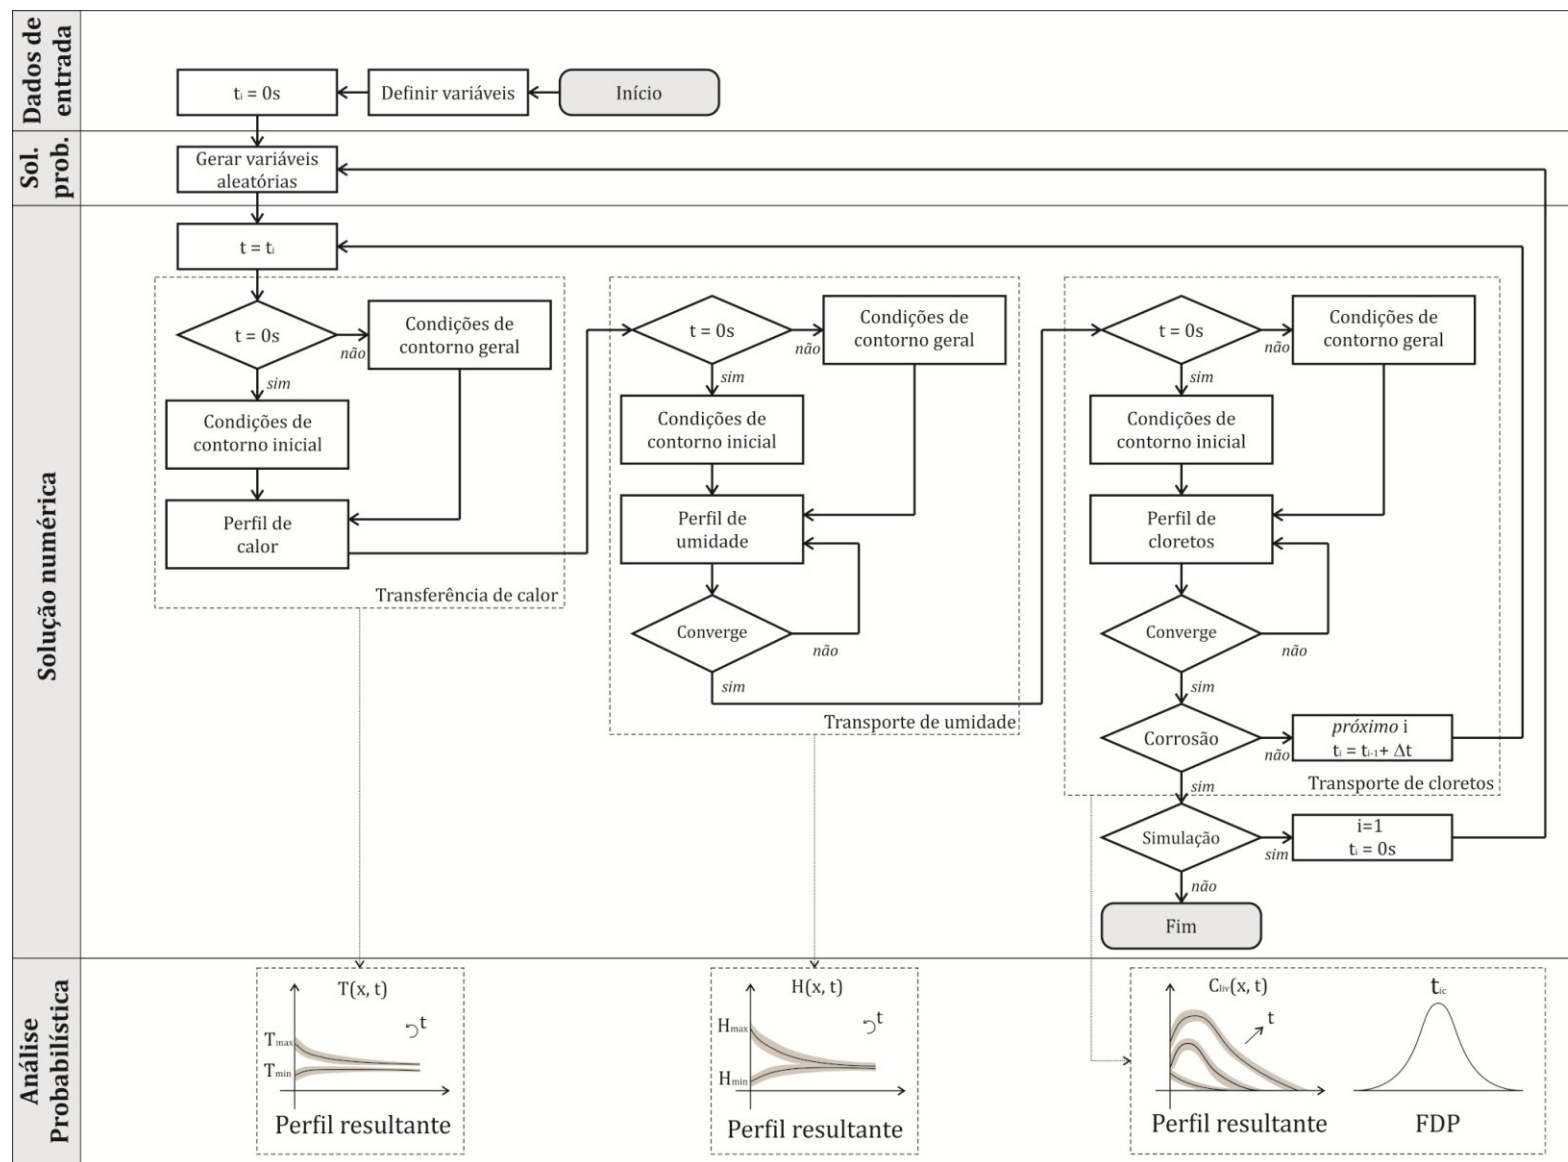 Dados de
entrada
tᵢ = 0s
Definir variáveis
Início
Sol.
prob.
Gerar variáveis
aleatórias
Solução numérica
t = tᵢ
t = 0s
não
sim
Condições de
contorno geral
Condições de
contorno inicial
Perfil de
calor
Transferência de calor
t = 0s
não
sim
Condições de
contorno geral
Condições de
contorno inicial
Perfil de
umidade
Converge
não
sim
Transporte de umidade
t = 0s
não
sim
Condições de
contorno geral
Condições de
contorno inicial
Perfil de
cloretos
Converge
não
sim
Corrosão
não
sim
próximo i
tᵢ = tᵢ₋₁+ Δt
Transporte de cloretos
Simulação
sim
não
i=1
tᵢ = 0s
Fim
Análise
Probabilística
T(x, t)
t
Tmax
Tmin
Perfil resultante
H(x, t)
t
Hmax
Hmin
Perfil resultante
Cliv(x, t)
t
Perfil resultante
tic
FDP